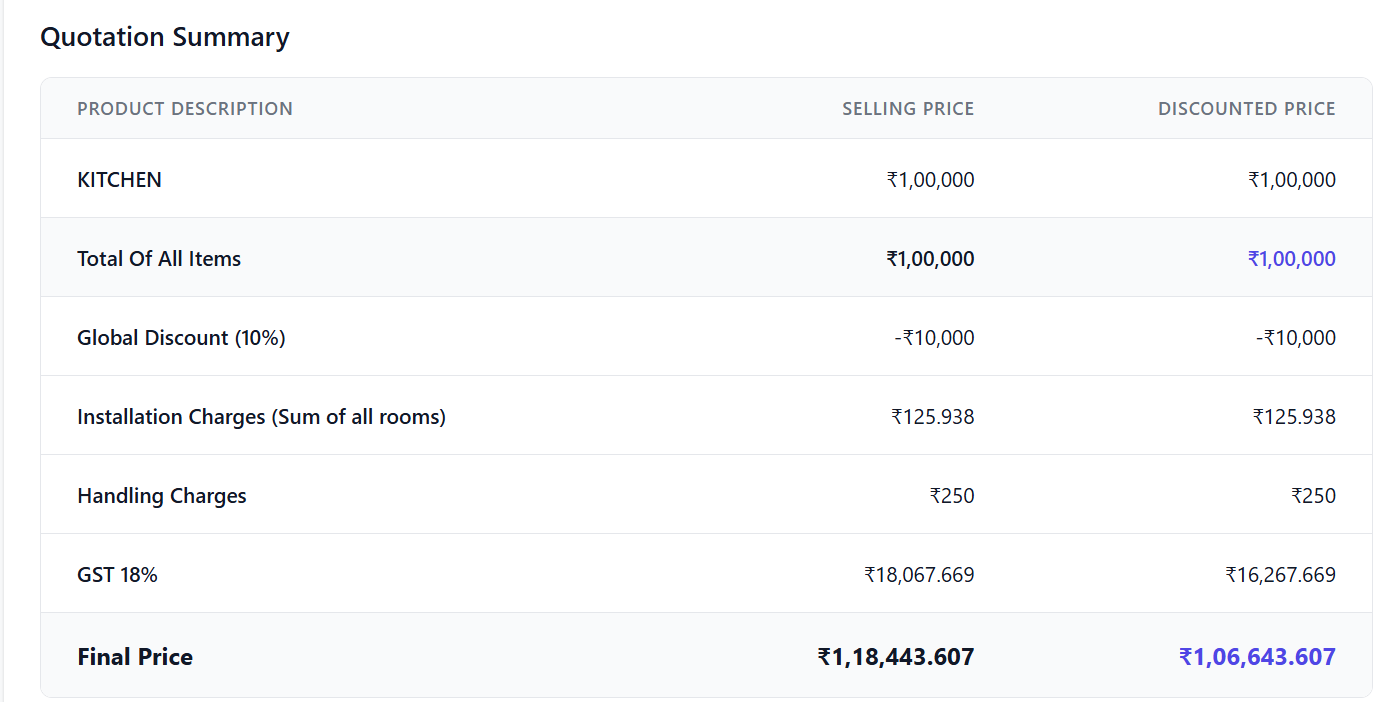 Quotation Summary
PRODUCT DESCRIPTION SELLING PRICE DISCOUNTED PRICE
KITCHEN ₹1,00,000 ₹1,00,000
Total Of All Items ₹1,00,000 ₹1,00,000
Global Discount (10%) -₹10,000 -₹10,000
Installation Charges (Sum of all rooms) ₹125.938 ₹125.938
Handling Charges ₹250 ₹250
GST 18% ₹18,067.669 ₹16,267.669
Final Price ₹1,18,443.607 ₹1,06,643.607